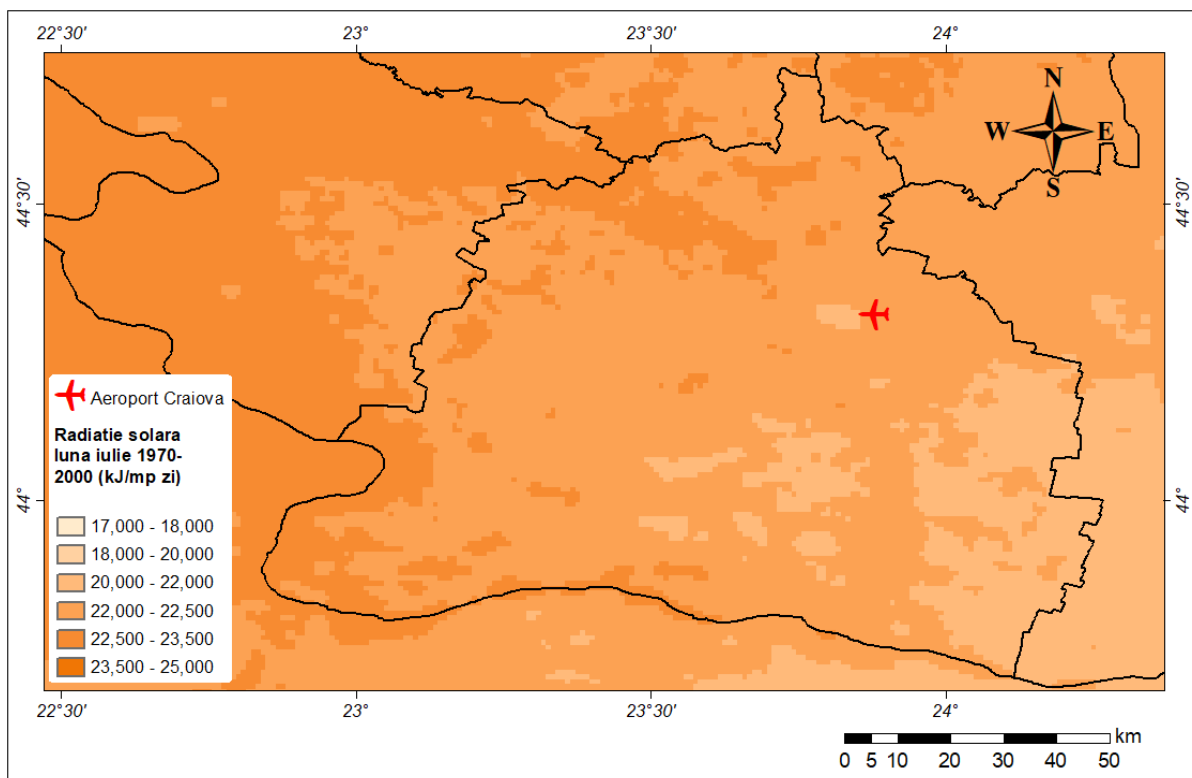 22°30' 23° 23°30' 24°
N
W E
S
44°30' 44°30'
Aeroport Craiova
Radiatie solara
luna iulie 1970-
2000 (kJ/mp zi)
44° 44°
17,000 - 18,000
18,000 - 20,000
20,000 - 22,000
22,000 - 22,500
22,500 - 23,500
23,500 - 25,000
22°30' 23° 23°30' 24°
km
0 5 10 20 30 40 50